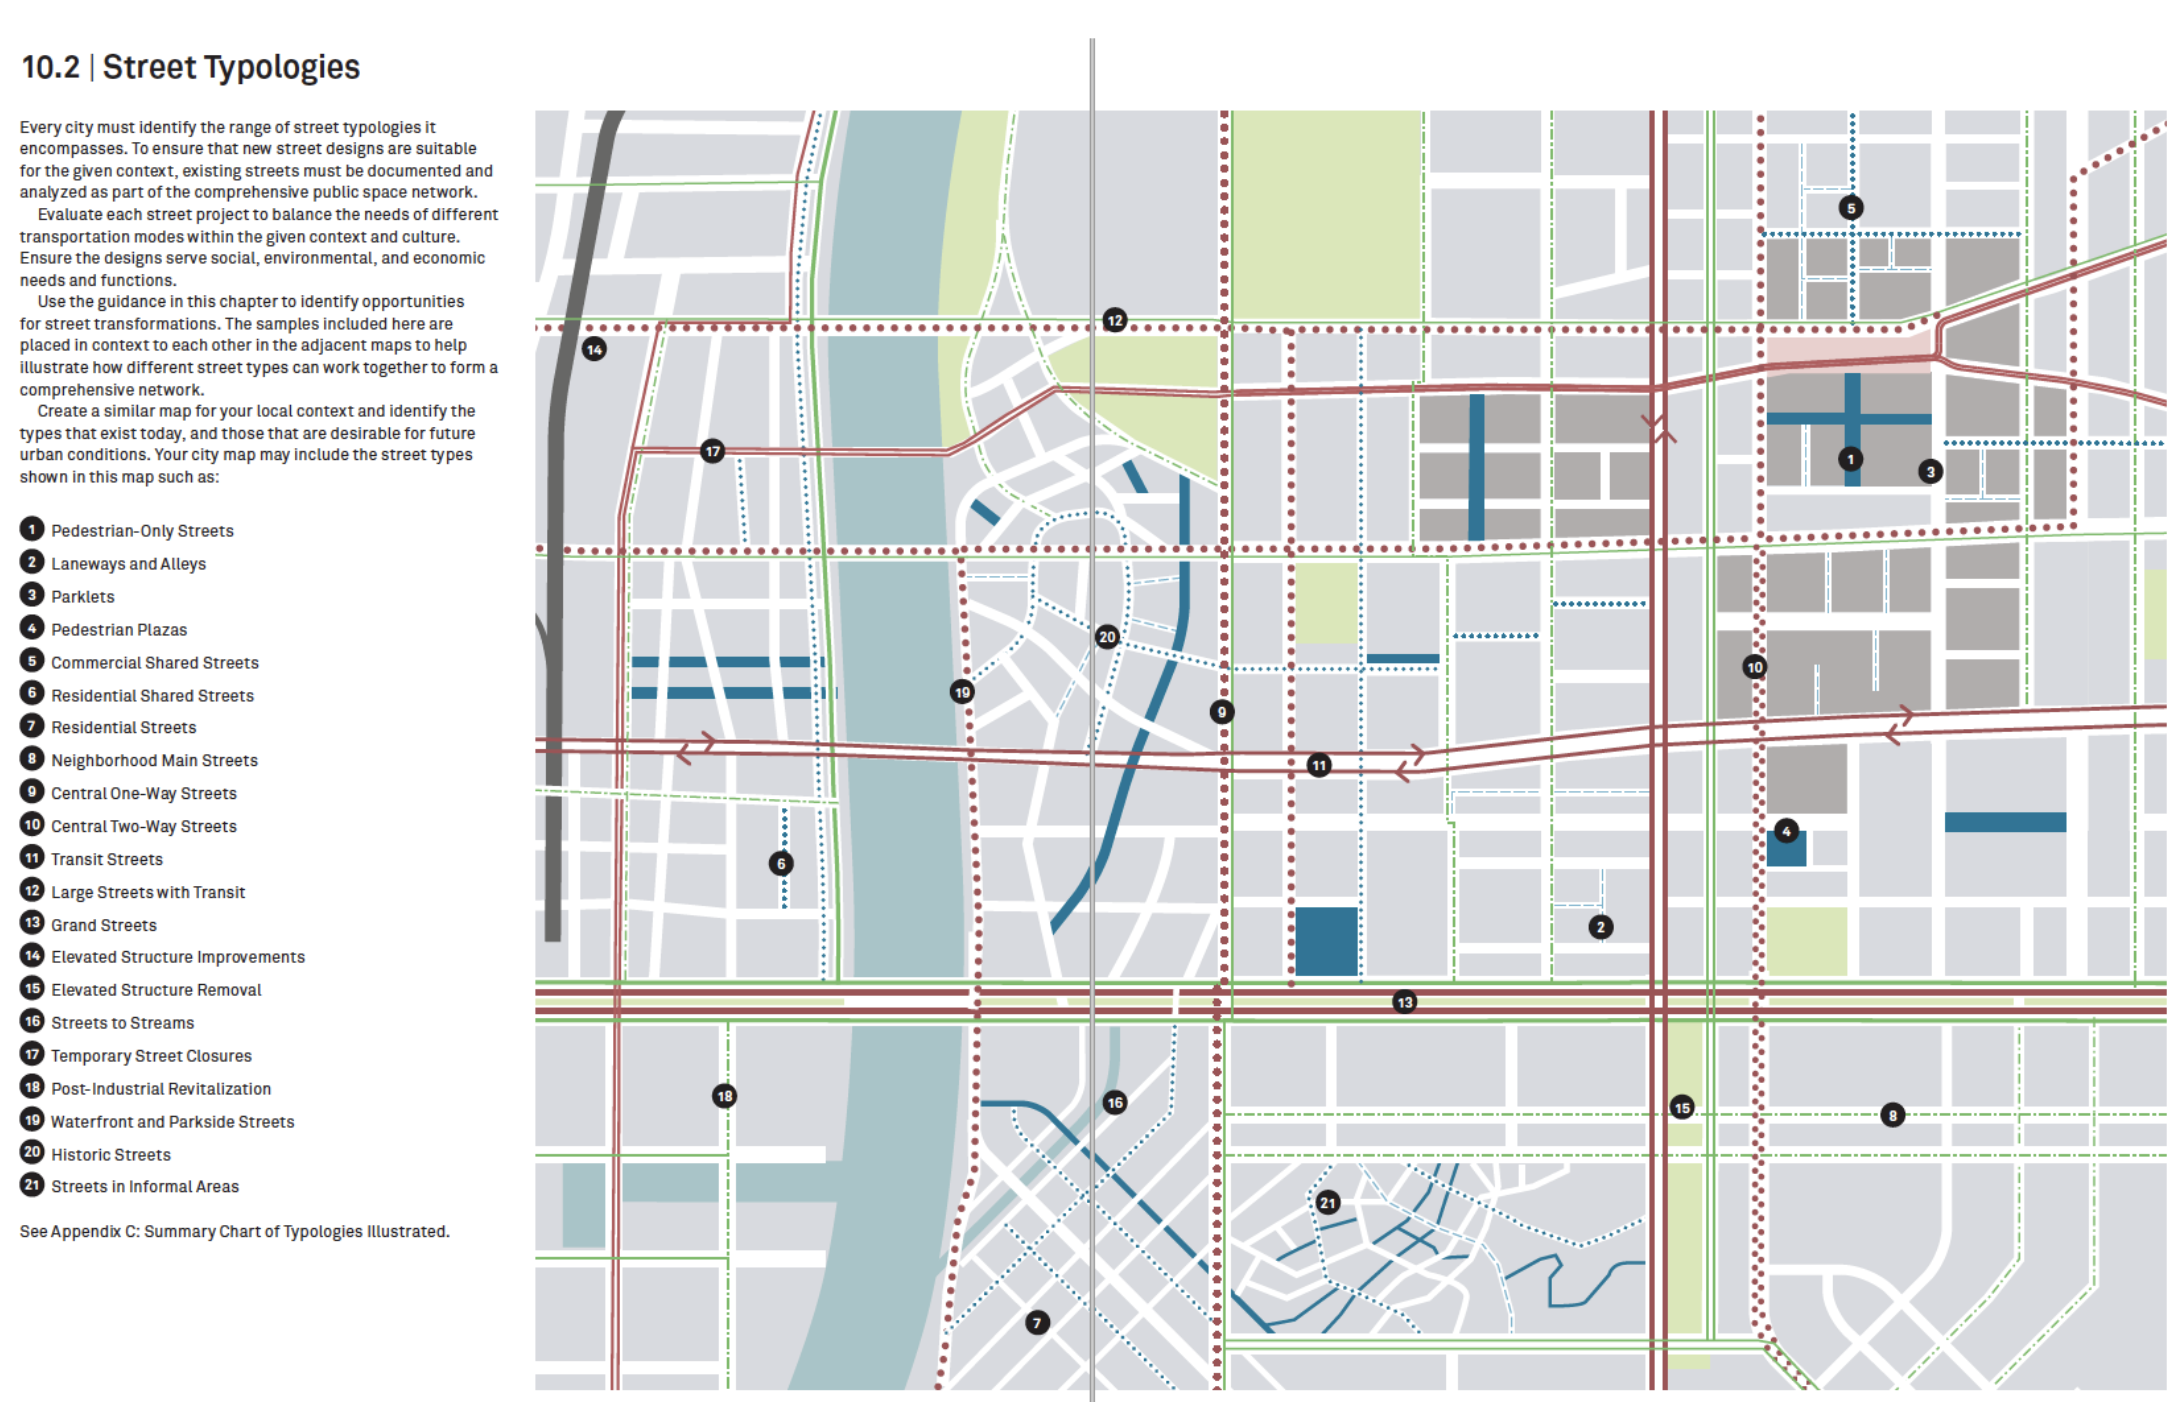 10.2 | Street Typologies
Every city must identify the range of street typologies it
encompasses. To ensure that new street designs are suitable
for the given context, existing streets must be documented and
analyzed as part of the comprehensive public space network.
Evaluate each street project to balance the needs of different
transportation modes within the given context and culture.
Ensure the designs serve social, environmental, and economic
needs and functions.
Use the guidance in this chapter to identify opportunities
for street transformations. The samples included here are
placed in context to each other in the adjacent maps to help
illustrate how different street types can work together to form a
comprehensive network.
Create a similar map for your local context and identify the
types that exist today, and those that are desirable for future
urban conditions. Your city map may include the street types
shown in this map such as:
1 Pedestrian-Only Streets
2 Laneways and Alleys
3 Parklets
4 Pedestrian Plazas
5 Commercial Shared Streets
6 Residential Shared Streets
7 Residential Streets
8 Neighborhood Main Streets
9 Central One-Way Streets
10 Central Two-Way Streets
11 Transit Streets
12 Large Streets with Transit
13 Grand Streets
14 Elevated Structure Improvements
15 Elevated Structure Removal
16 Streets to Streams
17 Temporary Street Closures
18 Post-Industrial Revitalization
19 Waterfront and Parkside Streets
20 Historic Streets
21 Streets in Informal Areas
See Appendix C: Summary Chart of Typologies Illustrated.
5
12
14
17
1
3
20
10
19
9
11
4
6
2
13
18
16
15
8
21
7